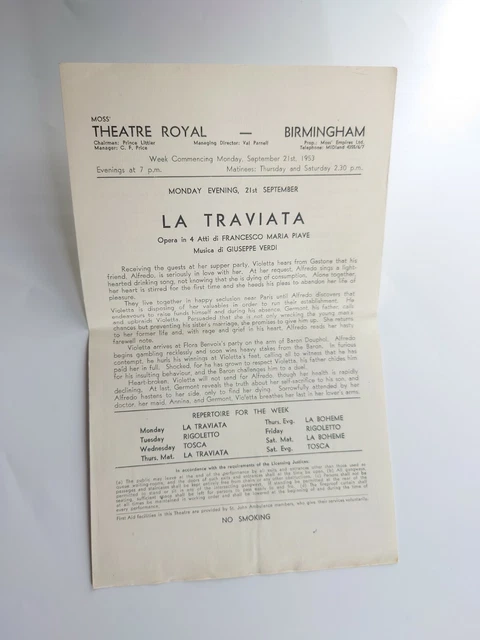 MOSS'
THEATRE ROYAL — BIRMINGHAM
Chairman: Prince Littler Managing Director: Val Parnell Prop.: Moss' Empires Ltd.
Manager: C. P. Price Telephone: MIDland
Week Commencing Monday, September 21st, 1953
Evenings at 7 p.m. Matinees: Thursday and Saturday 2.30 p.m.
MONDAY EVENING, 21st SEPTEMBER
LA TRAVIATA
Opera in 4 Atti di FRANCESCO MARIA PIAVE
Musica di GIUSEPPE VERDI
Receiving the guests at her supper party, Violetta hears from Gastone that his
friend, Alfredo, is seriously in love with her. At her request, Alfredo sings a light-
hearted drinking song, not knowing that she is dying of consumption. Alone together,
her heart is stirred for the first time and she heeds his pleas to abandon her life of
pleasure.
They live together in happy seclusion near Paris until Alfredo discovers that
Violetta is disposing of her valuables in order to run their establishment. He
endeavours to raise funds himself and during his absence, Germont, his father, calls
and upbraids Violetta. Persuaded that she is not only wrecking the young man's
chances but preventing his sister's marriage, she promises to give him up. She returns
to her former life and, with rage and grief in his heart, Alfredo reads her hasty
farewell note.
Violetta arrives at Flora Bervoix's party on the arm of Baron Douphol. Alfredo
begins gambling recklessly and soon wins heavy stakes from the Baron. In furious
contempt, he hurls his winnings at Violetta's feet, calling all to witness that he has
paid her in full. Shocked, for he has grown to respect Violetta, his father chides him
for his insulting behaviour, and the Baron challenges him to a duel.
Heart-broken, Violetta will not send for Alfredo, though her health is rapidly
declining. At last, Germont reveals the truth about her self-sacrifice to his son, and
Alfredo hastens to her side, only to find her dying. Sorrowfully attended by her
doctor, her maid, Annina, and Germont, Violetta breathes her last in her lover's arms.
REPERTOIRE FOR THE WEEK
Monday LA TRAVIATA Thurs. Evg. LA BOHEME
Tuesday RIGOLETTO Friday RIGOLETTO
Wednesday TOSCA Sat. Mat. LA BOHEME
Thurs. Mat. LA TRAVIATA Sat. Evg. TOSCA
In accordance with the requirements of the Licensing Justices:
First Aid facilities in this Theatre are provided by St. John members, who give their services voluntarily.
NO SMOKING